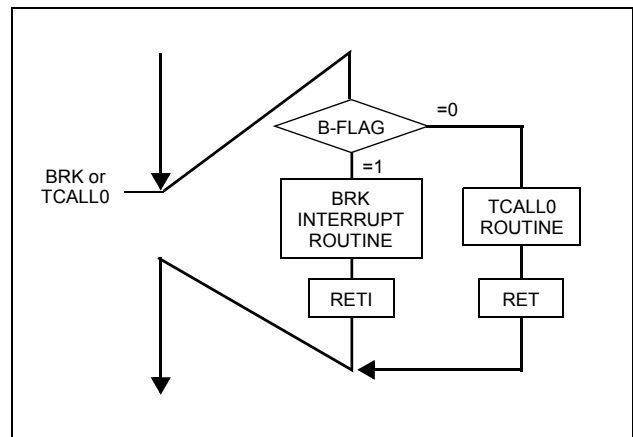 B-FLAG
=0
=1
BRK or
TCALL0
BRK
INTERRUPT
ROUTINE
TCALL0
ROUTINE
RETI
RET